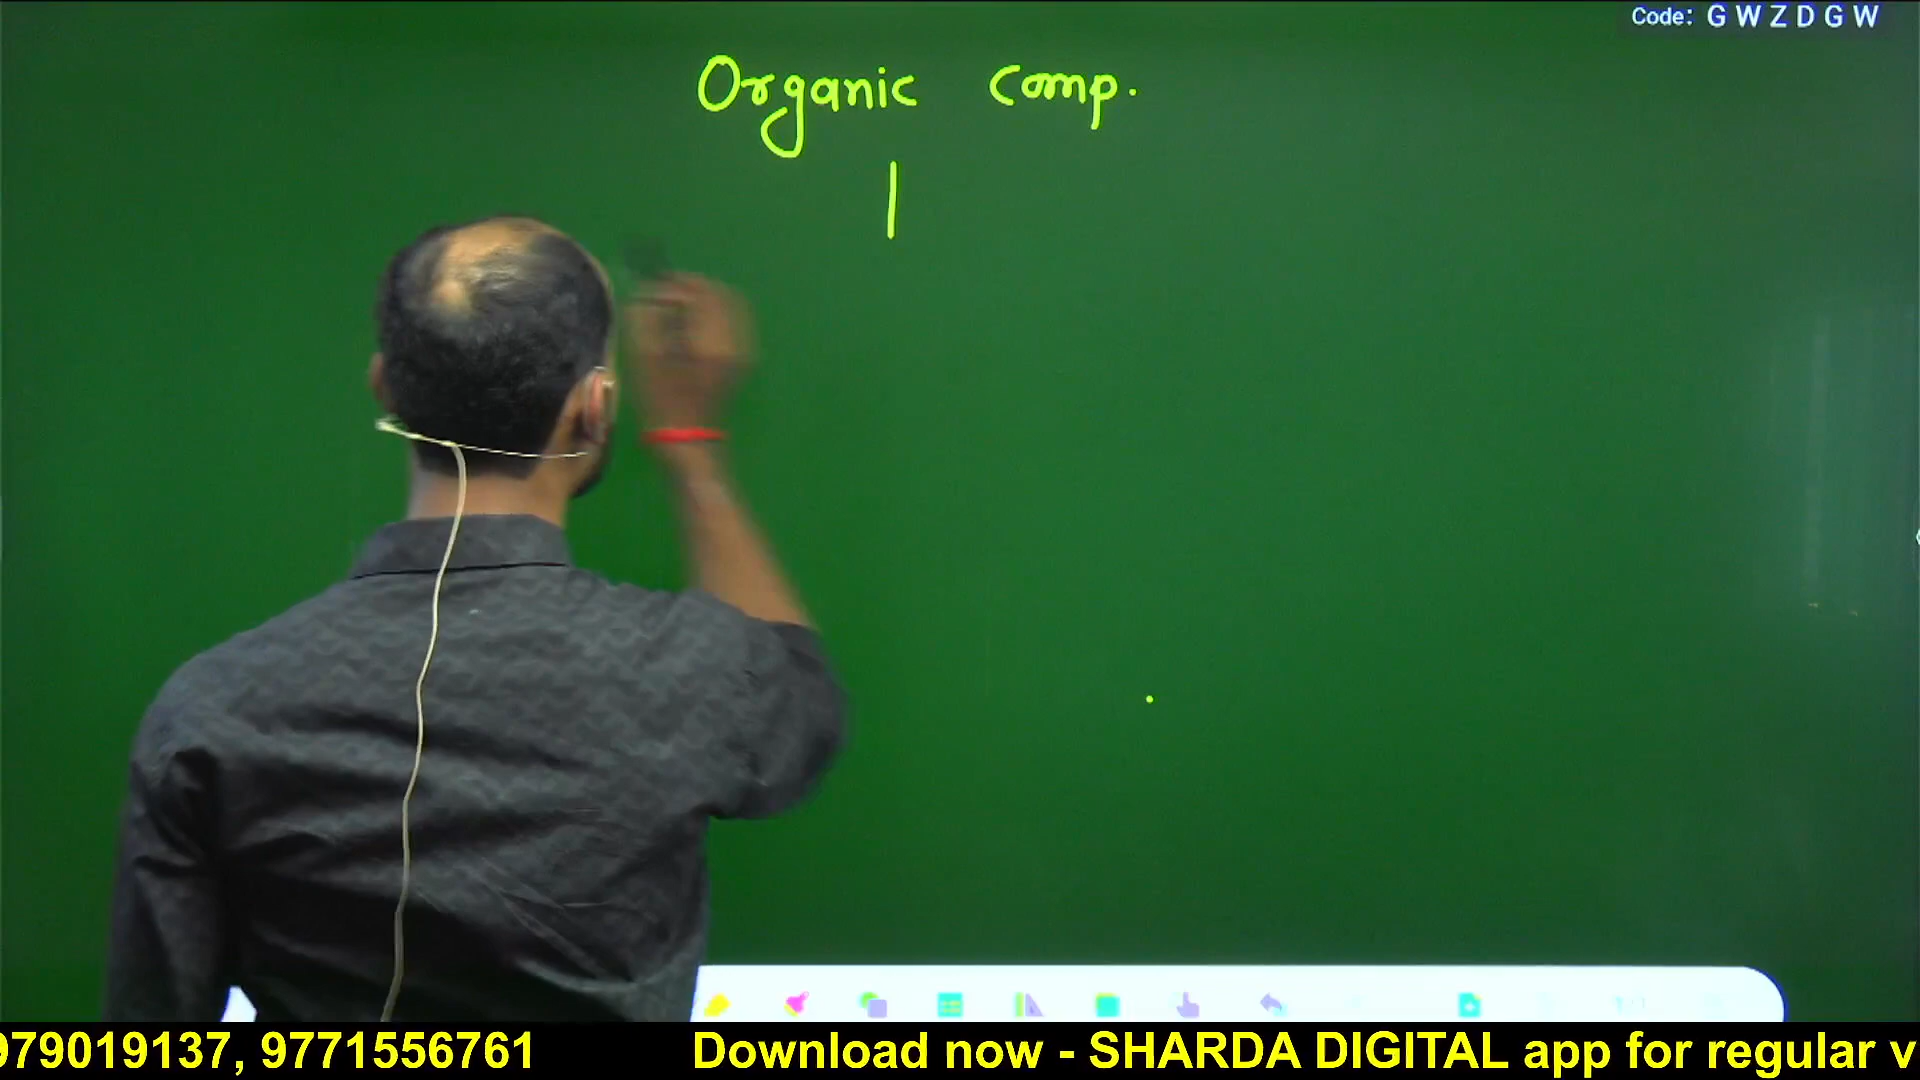 Code: G W Z D G W
Organic comp.
979019137, 9771556761 Download now - SHARDA DIGITAL app for regular v